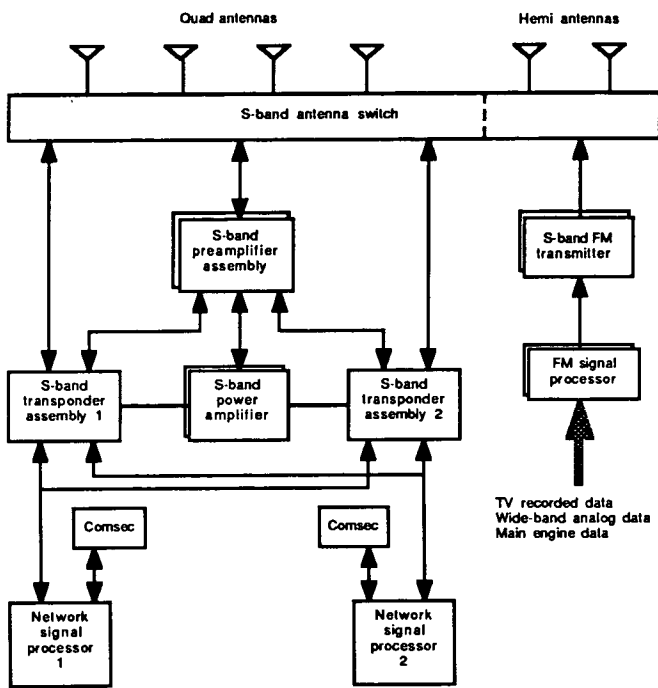 Quad antennas
Hemi antennas
S-band antenna switch
S-band
preamplifier
assembly
S-band FM
transmitter
S-band
transponder
assembly 1
S-band
power
amplifier
S-band
transponder
assembly 2
FM signal
processor
TV recorded data
Wide-band analog data
Main engine data
Comsec
Comsec
Network
signal
processor
1
Network
signal
processor
2